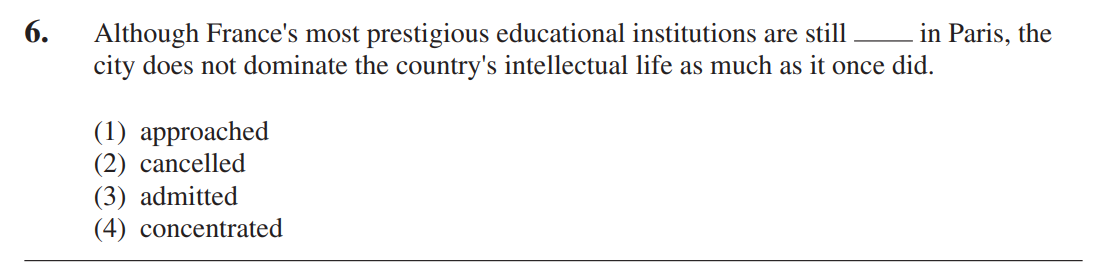 6. Although France's most prestigious educational institutions are still _____ in Paris, the
city does not dominate the country's intellectual life as much as it once did.
(1) approached
(2) cancelled
(3) admitted
(4) concentrated